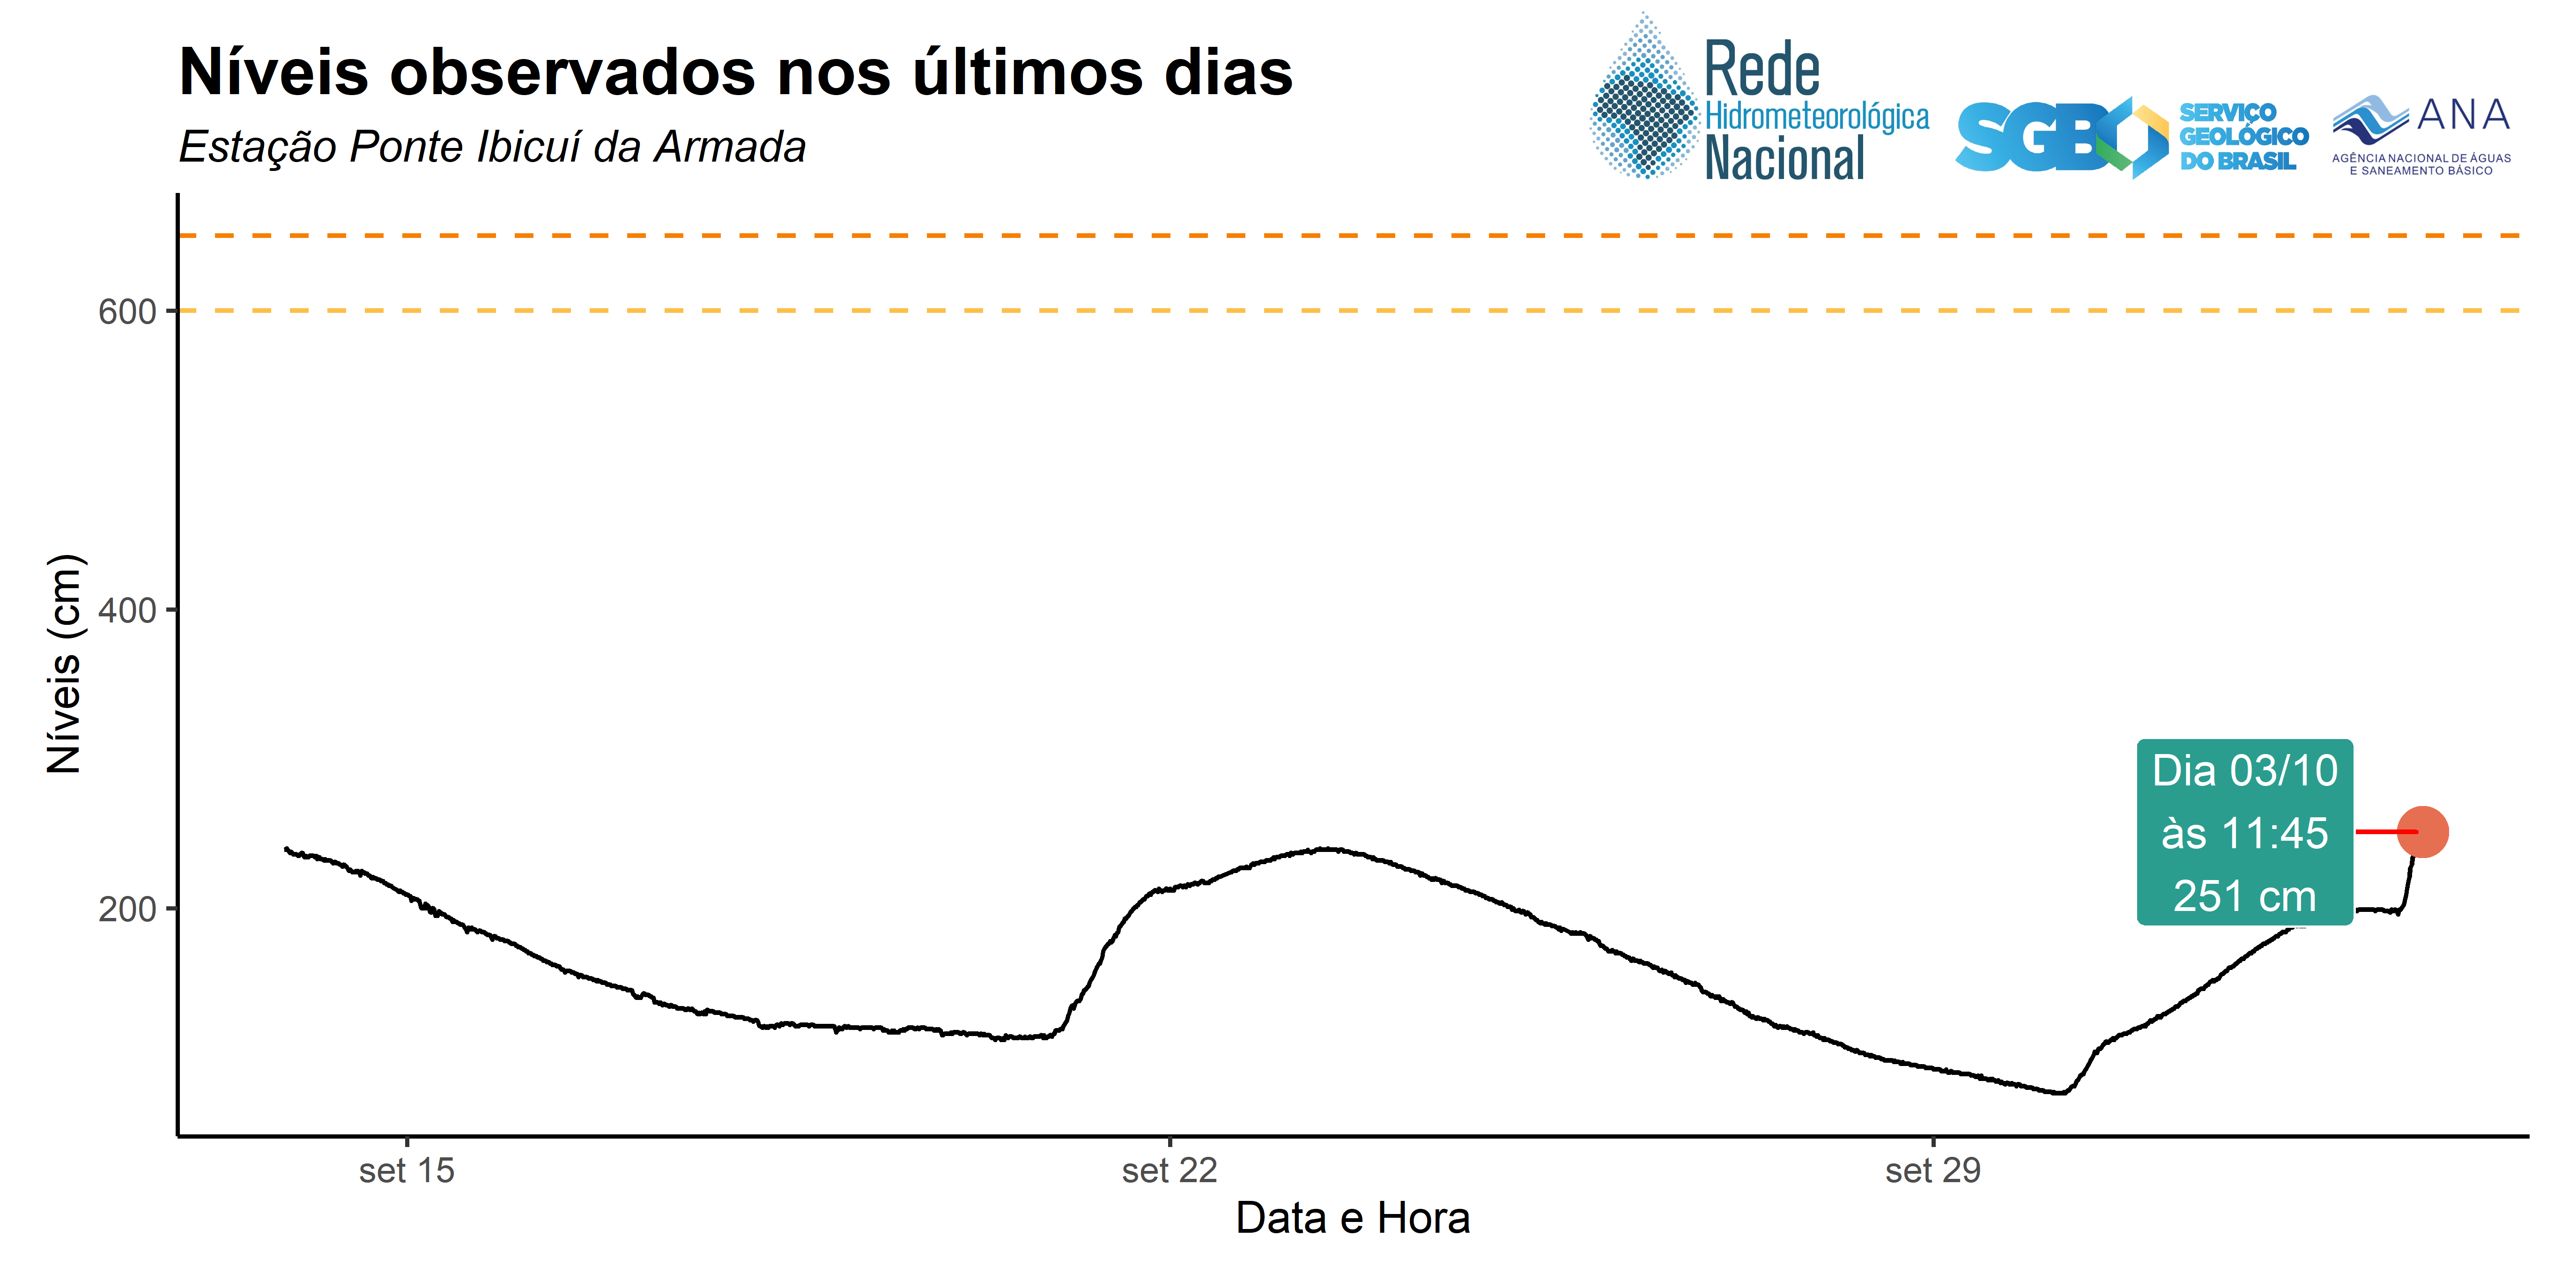 Níveis observados nos últimos dias
Estação Ponte Ibicuí da Armada
Rede
Hidrometeorológica
Nacional
SGB
SERVIÇO
GEOLÓGICO
DO BRASIL
ANA
AGÊNCIA NACIONAL DE ÁGUAS
E SANEAMENTO BÁSICO
Níveis (cm)
600
400
200
Dia 03/10
às 11:45
251 cm
set 15
set 22
set 29
Data e Hora